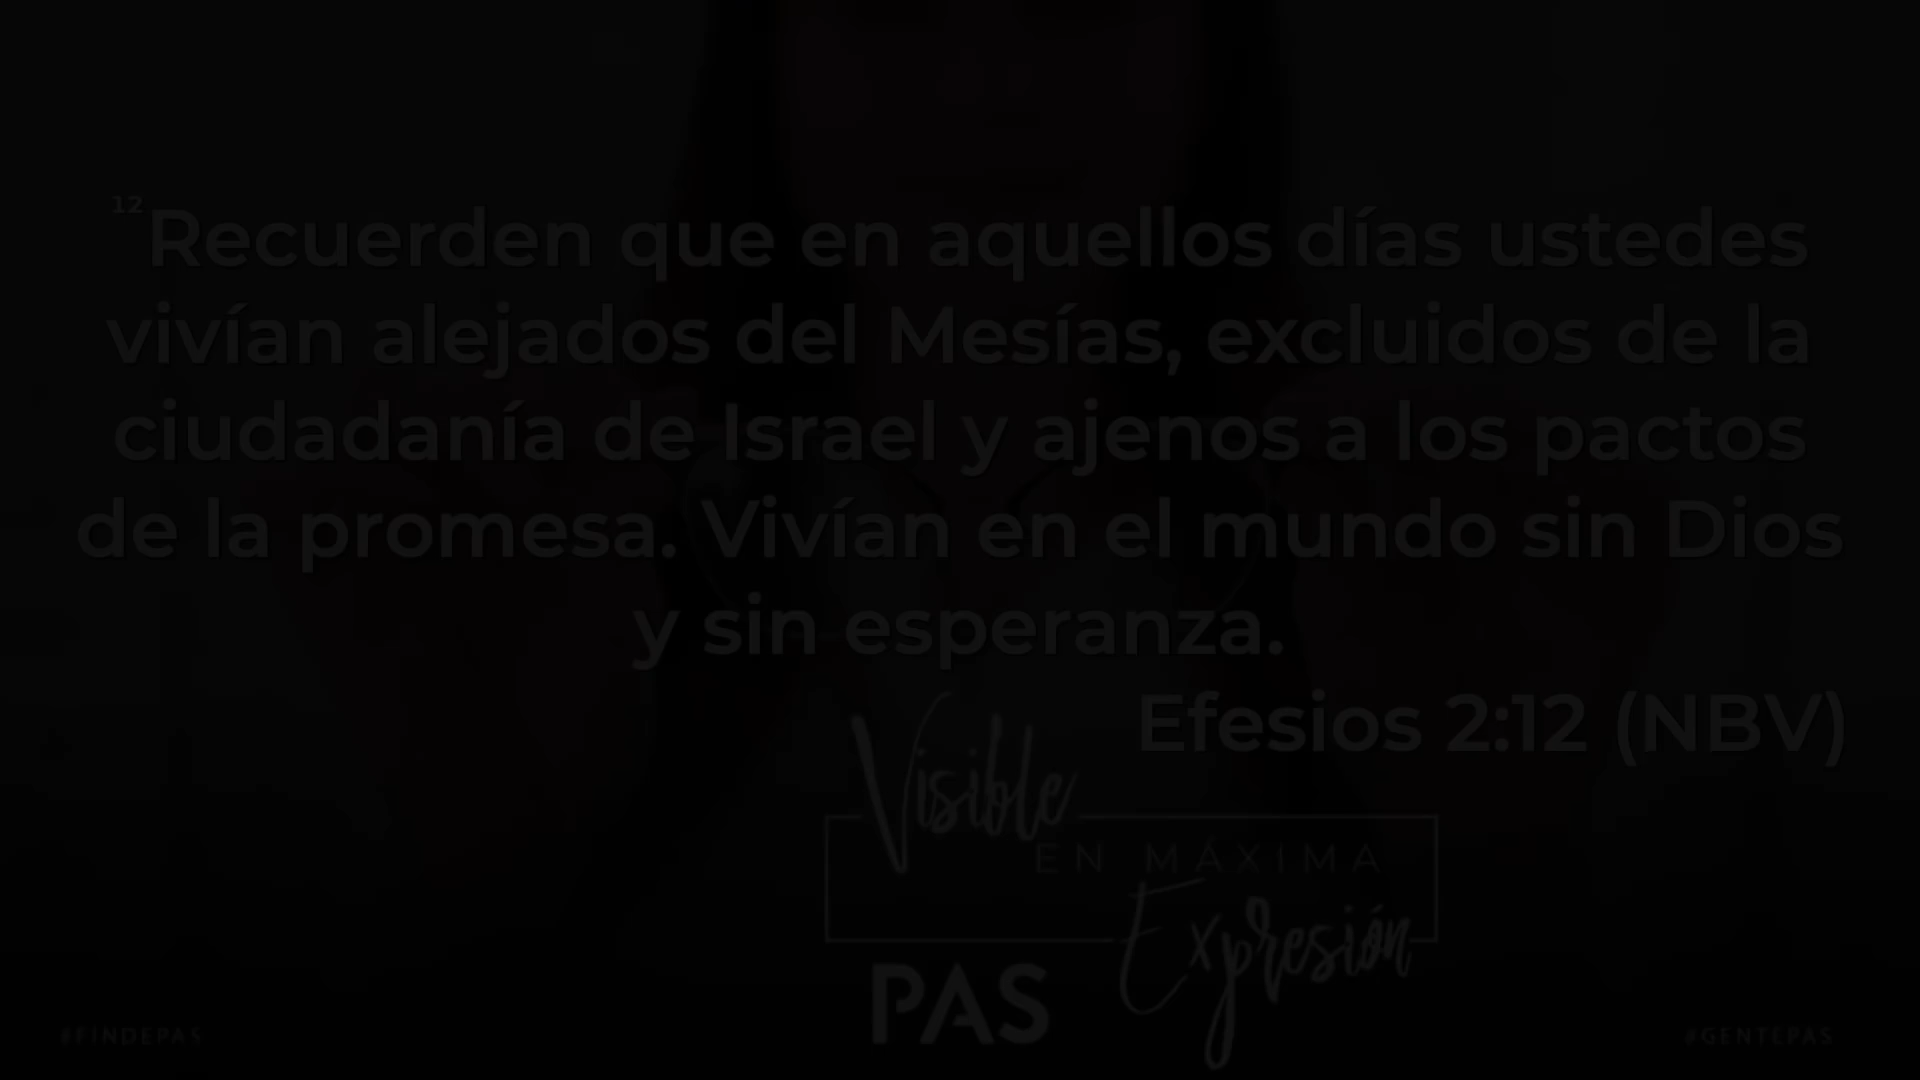 12Recuerden que en aquellos días ustedes
vivían alejados del Mesías, excluidos de la
ciudadanía de Israel y ajenos a los pactos
de la promesa. Vivían en el mundo sin Dios
y sin esperanza.
Efesios 2:12 (NBV)
Visible
EN MÁXIMA
Expresión
PAS
#FINDEPAS
#GENTEPAS